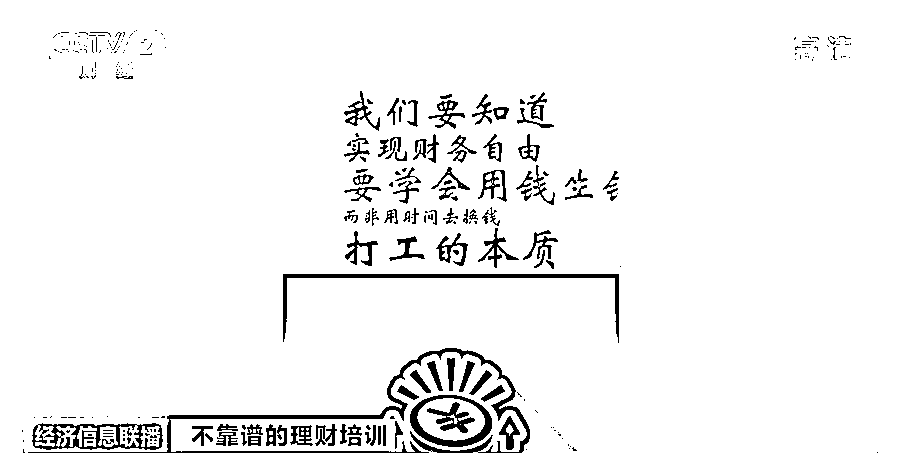 CCTV 2
财经
高清
我们要知道
实现财务自由
要学会用钱生钱
而非用时间去换钱
打工的本质
经济信息联播
不靠谱的理财培训